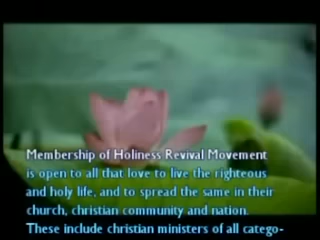 Membership of Holiness Revival Movement
is open to all that love to live the righteous
and holy life, and to spread the same in their
church, christian community and nation.
These include christian ministers of all catego-